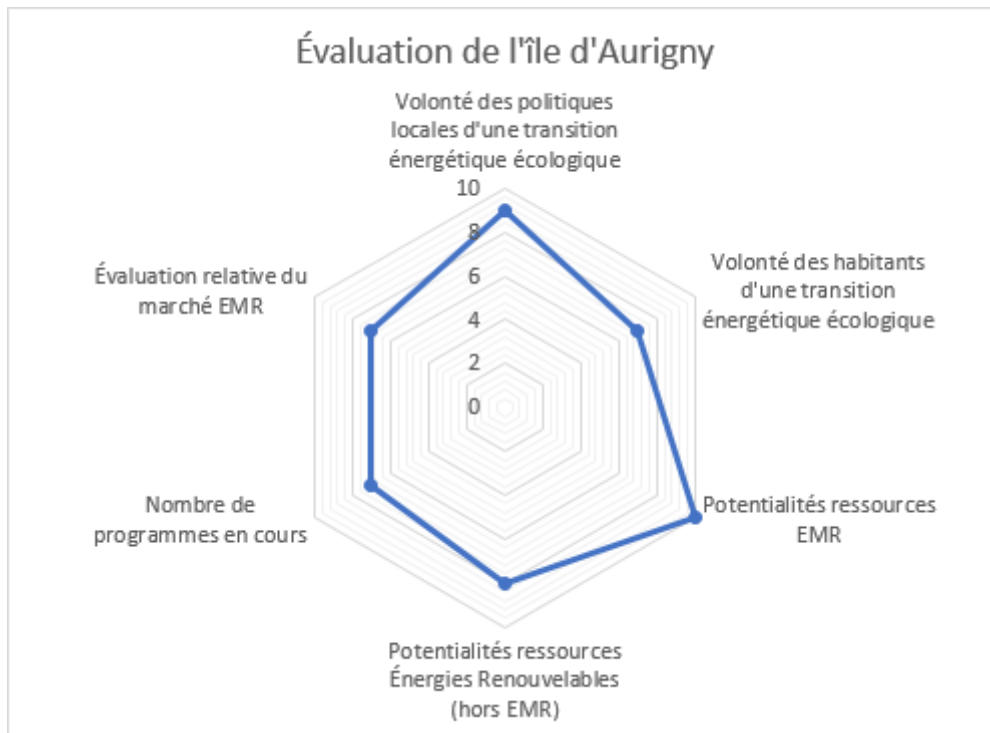 Évaluation de l'île d'Aurigny
Volonté des politiques
locales d'une transition
énergétique écologique
10
8
6
4
2
0
Volonté des habitants
d'une transition
énergétique écologique
Potentialités ressources
EMR
Potentialités ressources
Énergies Renouvelables
(hors EMR)
Nombre de
programmes en cours
Évaluation relative du
marché EMR